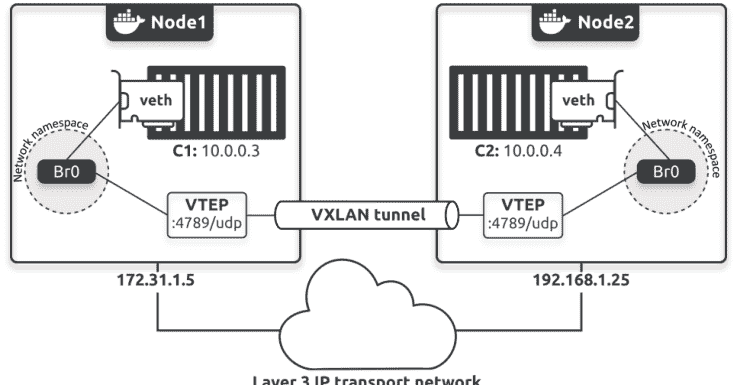 Node1
Node2
veth
veth
Network namespace
Network namespace
C1: 10.0.0.3
C2: 10.0.0.4
Br0
Br0
VTEP
:4789/udp
VXLAN tunnel
VTEP
:4789/udp
172.31.1.5
192.168.1.25
Layer 3 IP transport network